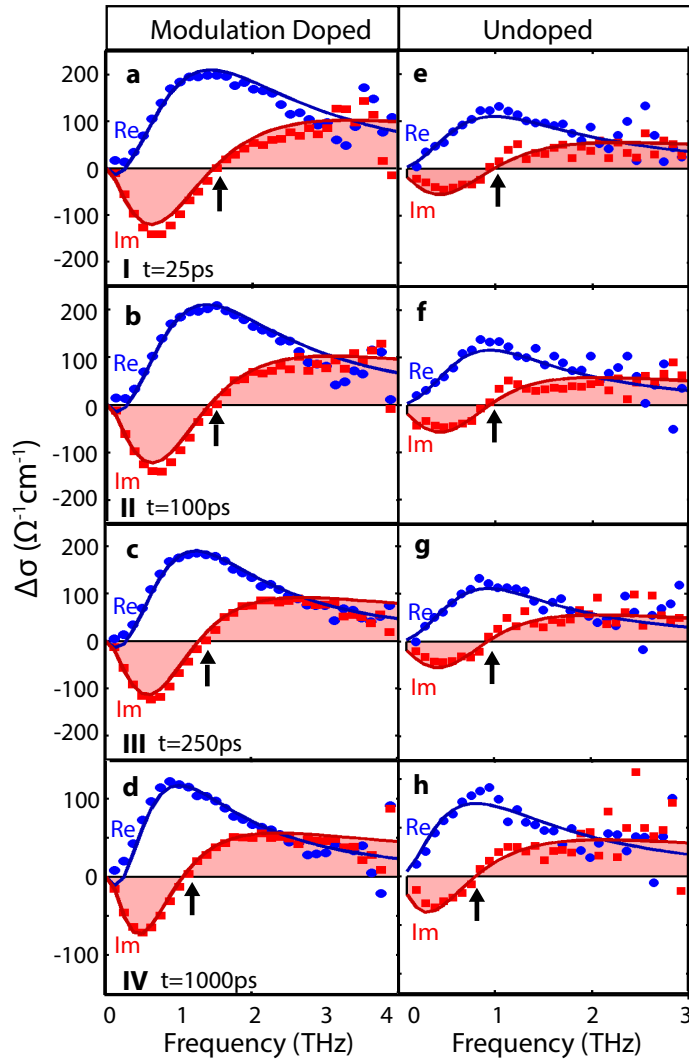 Modulation Doped Undoped
a e
200
100
0
-100
-200
Re Re
Im Im
I t=25ps
b f
200
100
0
-100
-200
Re Re
Im Im
II t=100ps
c g
200
100
0
-100
-200
Re Re
Im Im
III t=250ps
d h
100
0
-100
Re Re
Im Im
IV t=1000ps
Δσ (Ω⁻¹cm⁻¹)
0 1 2 3 4 0 1 2 3
Frequency (THz) Frequency (THz)